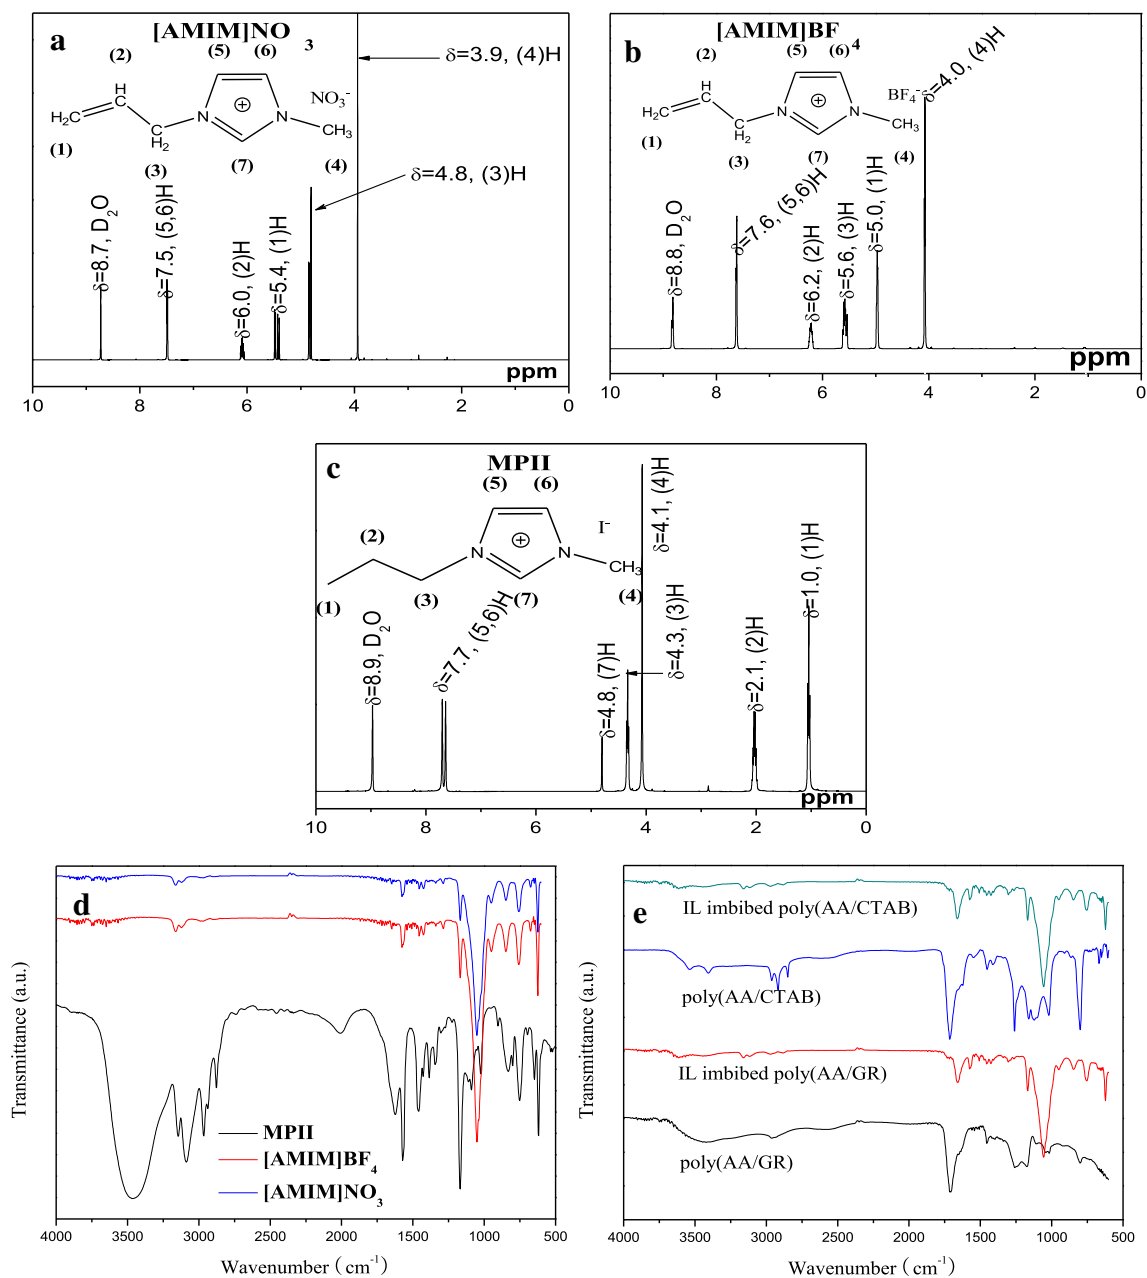 a
[AMIM]NO
3
(2)
(5)
(6)
δ=3.9, (4)H
NO₃⁻
H₂C
CH
N
N
CH₃
C
H₂
(1)
(3)
(7)
(4)
δ=4.8, (3)H
δ=8.7, D₂O
δ=7.5, (5,6)H
δ=6.0, (2)H
δ=5.4, (1)H
ppm
10 8 6 4 2 0
b
[AMIM]BF
4
(2)
(5)
(6)
δ=4.0, (4)H
BF₄⁻
H₂C
CH
N
N
CH₃
C
H₂
(1)
(3)
(7)
(4)
δ=8.8, D₂O
δ=7.6, (5,6)H
δ=6.2, (2)H
δ=5.6, (3)H
δ=5.0, (1)H
ppm
10 8 6 4 2 0
c
MPII
(5)
(6)
(2)
I⁻
N
N
CH₃
(1)
(3)
(7)
(4)
δ=8.9, D₂O
δ=7.7, (5,6)H
δ=4.8, (7)H
δ=4.3, (3)H
δ=4.1, (4)H
δ=2.1, (2)H
δ=1.0, (1)H
ppm
10 8 6 4 2 0
d
Transmittance (a.u.)
MPII
[AMIM]BF₄
[AMIM]NO₃
4000 3500 3000 2500 2000 1500 1000 500
Wavenumber ( cm⁻¹)
e
Transmittance (a.u.)
IL imbibed poly(AA/CTAB)
poly(AA/CTAB)
IL imbibed poly(AA/GR)
poly(AA/GR)
4000 3500 3000 2500 2000 1500 1000 500
Wavenumber ( cm⁻¹)